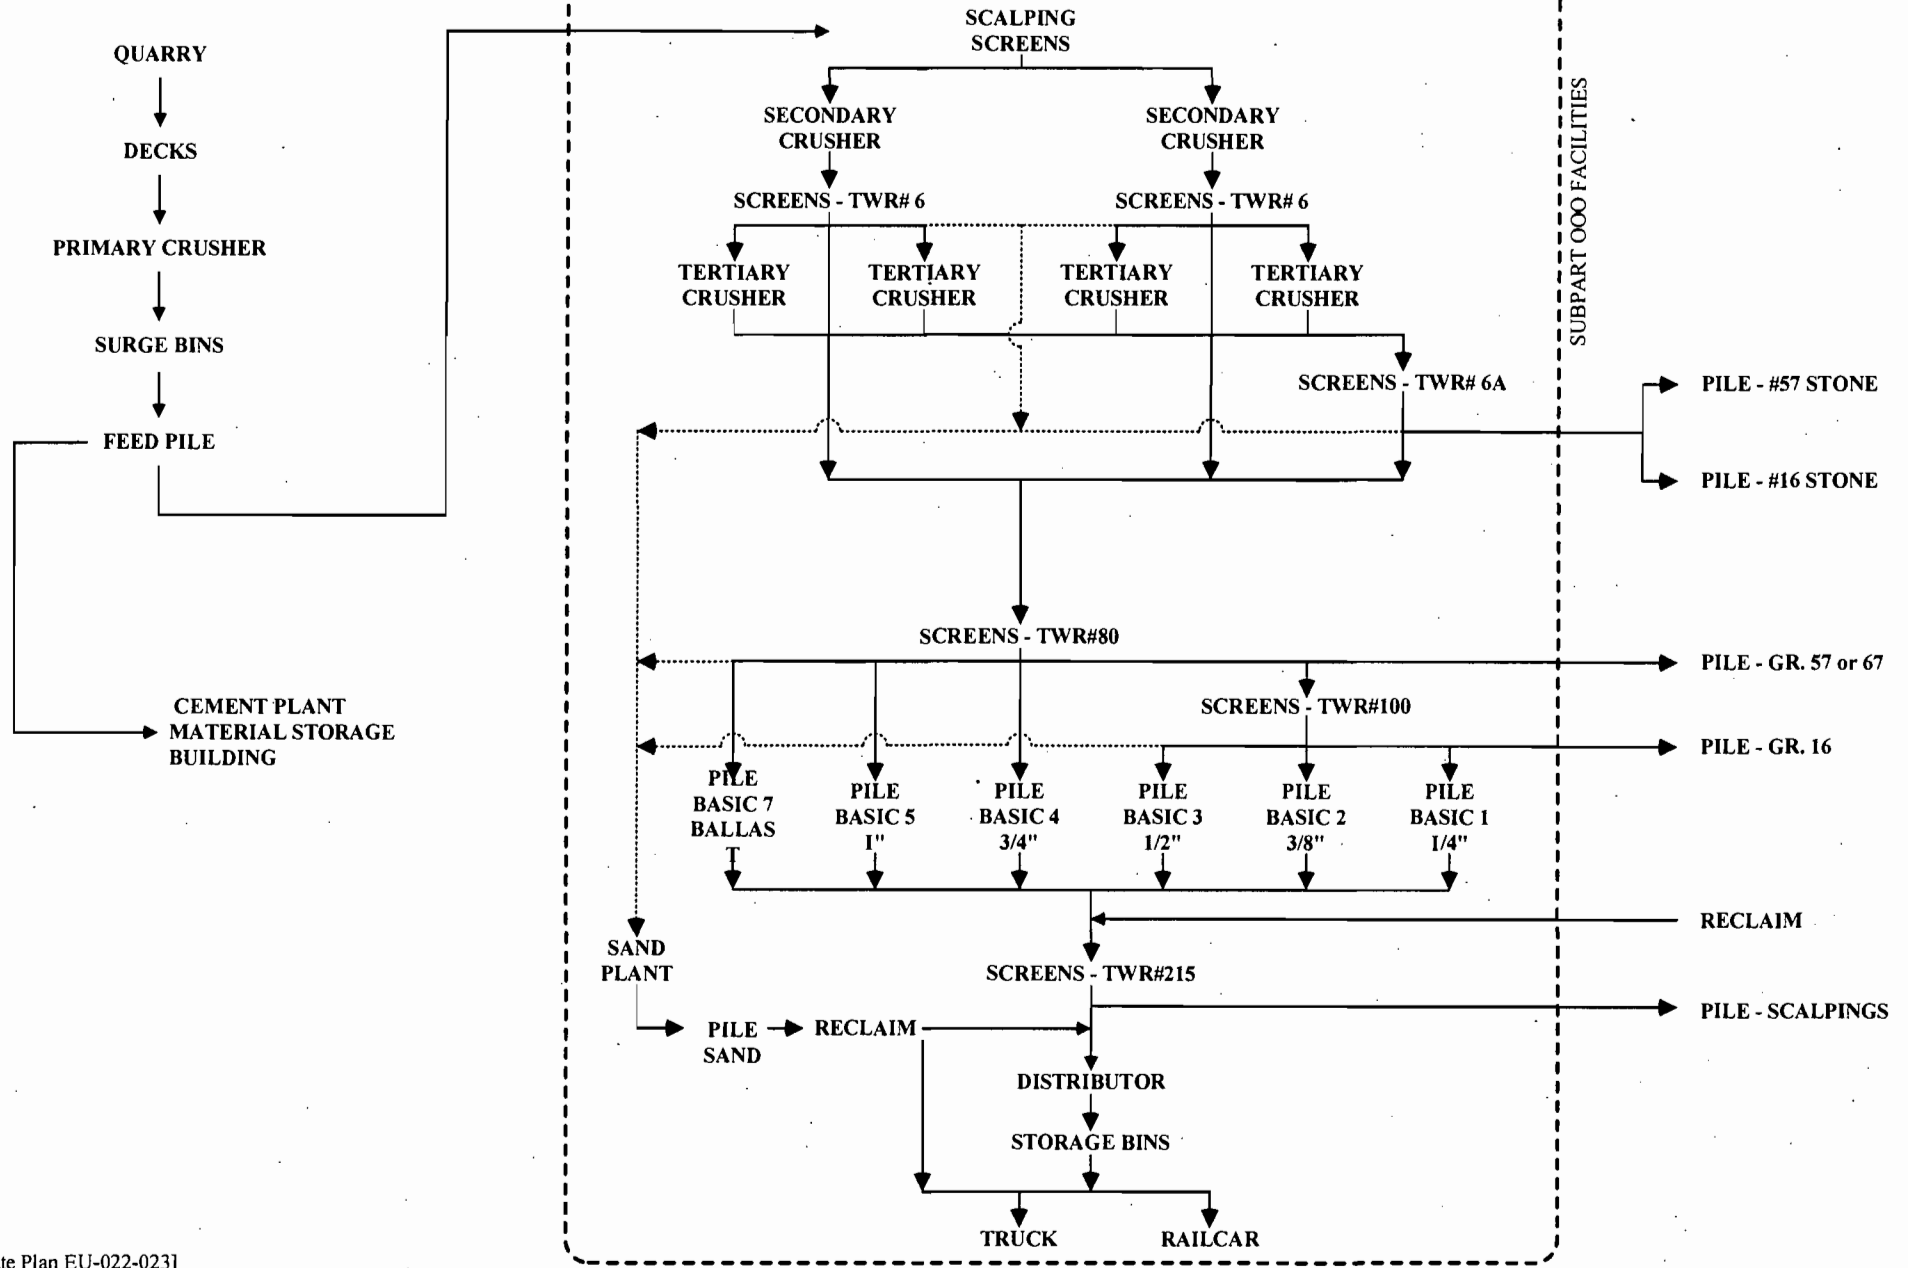 QUARRY
DECKS
PRIMARY CRUSHER
SURGE BINS
FEED PILE
CEMENT PLANT
MATERIAL STORAGE
BUILDING
SCALPING
SCREENS
SECONDARY
CRUSHER
SECONDARY
CRUSHER
SCREENS - TWR# 6
SCREENS - TWR# 6
TERTIARY
CRUSHER
TERTIARY
CRUSHER
TERTIARY
CRUSHER
TERTIARY
CRUSHER
SCREENS - TWR# 6A
SUBPART OOO FACILITIES
PILE - #57 STONE
PILE - #16 STONE
SCREENS - TWR#80
PILE - GR. 57 or 67
SCREENS - TWR#100
PILE - GR. 16
PILE
BASIC 7
BALLAS
T
PILE
BASIC 5
1"
PILE
BASIC 4
3/4"
PILE
BASIC 3
1/2"
PILE
BASIC 2
3/8"
PILE
BASIC 1
1/4"
RECLAIM
SAND
PLANT
SCREENS - TWR#215
PILE - SCALPINGS
PILE
SAND
RECLAIM
DISTRIBUTOR
STORAGE BINS
TRUCK
RAILCAR
Plan EU-022-023]